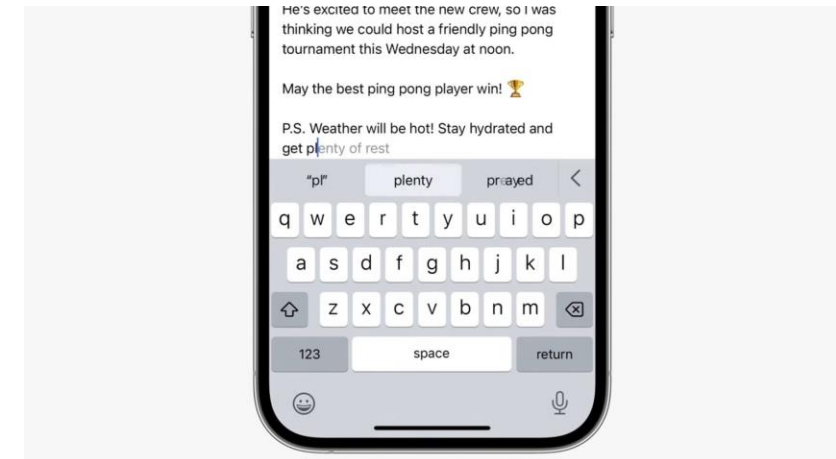 He's excited to meet the new crew, so I was
thinking we could host a friendly ping pong
tournament this Wednesday at noon.
May the best ping pong player win! 🏆
P.S. Weather will be hot! Stay hydrated and
get plenty of rest
"pl" plenty
q w e r t y u i o p
a s d f g h j k l
z x c v b n m
123 space return